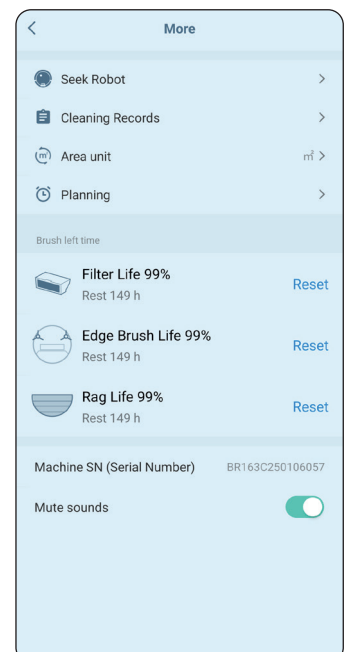 More
Seek Robot
Cleaning Records
Area unit m²
Planning
Brush left time
Filter Life 99%
Rest 149 h
Reset
Edge Brush Life 99%
Rest 149 h
Reset
Rag Life 99%
Rest 149 h
Reset
Machine SN (Serial Number) BR163C250106057
Mute sounds